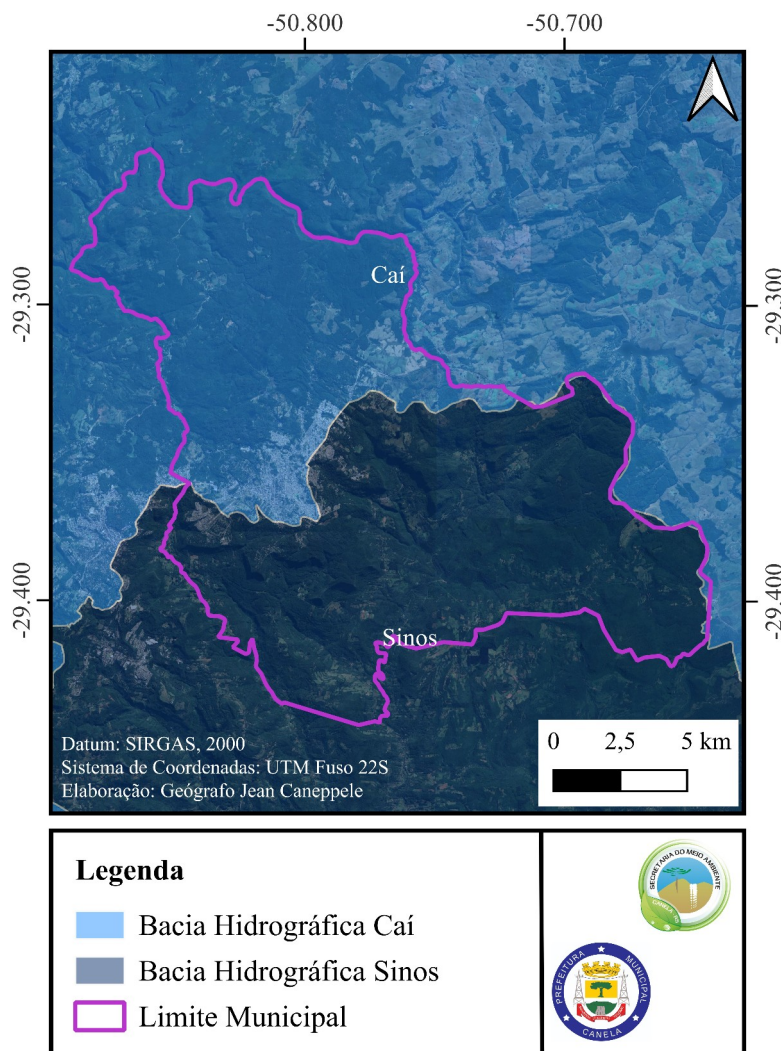 -50.800
-50.700
-29.300
-29.300
Caí
-29.400
-29.400
Sinos
Datum: SIRGAS, 2000
Sistema de Coordenadas: UTM Fuso 22S
Elaboração: Geógrafo Jean Caneppele
0 2,5 5 km
Legenda
Bacia Hidrográfica Caí
Bacia Hidrográfica Sinos
Limite Municipal
SECRETARIA DO MEIO AMBIENTE
PREFEITURA MUNICIPAL
CANELA